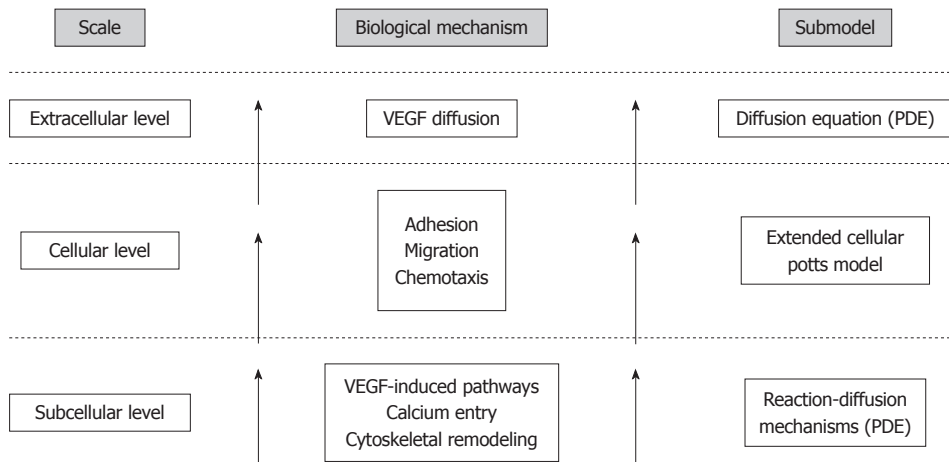 Scale
Biological mechanism
Submodel
Extracellular level
VEGF diffusion
Diffusion equation (PDE)
Cellular level
Adhesion
Migration
Chemotaxis
Extended cellular
potts model
Subcellular level
VEGF-induced pathways
Calcium entry
Cytoskeletal remodeling
Reaction-diffusion
mechanisms (PDE)